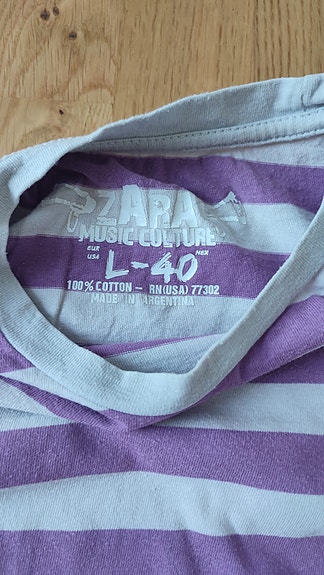 ZARA
MUSIC CULTURE
EUR MEX
USA
L-40
100% COTTON – RN(USA) 77302
MADE IN ARGENTINA